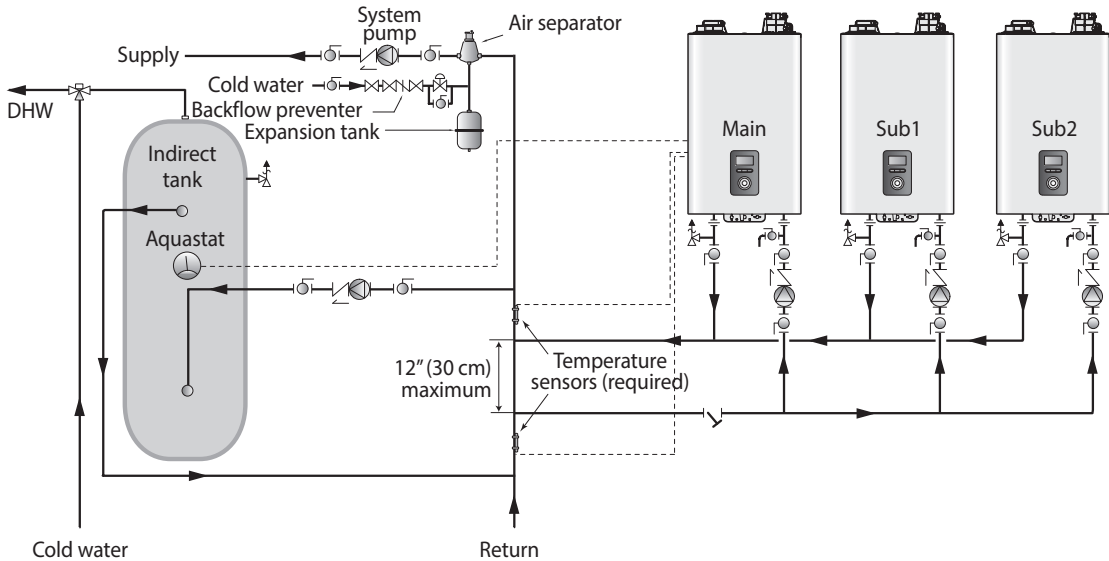 System
pump
Air separator
Supply
Cold water
DHW
Backflow preventer
Expansion tank
Main
Sub1
Sub2
Indirect
tank
Aquastat
12” (30 cm)
maximum
Temperature
sensors (required)
Cold water
Return